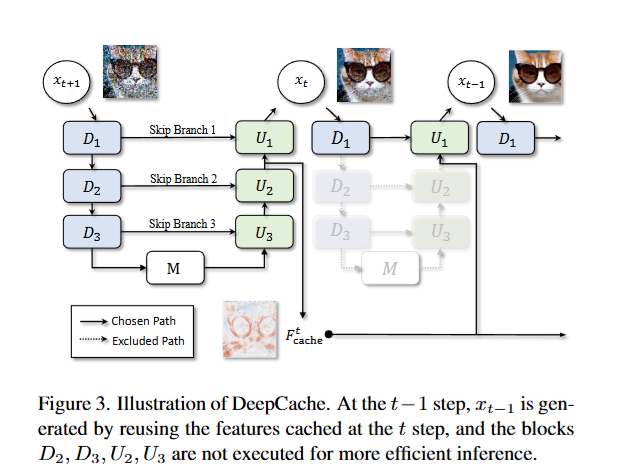 x_{t+1}
x_t
x_{t−1}
D_1
Skip Branch 1
U_1
D_1
U_1
D_1
D_2
Skip Branch 2
U_2
D_2
U_2
D_3
Skip Branch 3
U_3
D_3
U_3
M
M
Chosen Path
Excluded Path
F^t_{cache}
Figure 3. Illustration of DeepCache. At the t−1 step, x_{t−1} is gen-
erated by reusing the features cached at the t step, and the blocks
D_2, D_3, U_2, U_3 are not executed for more efficient inference.